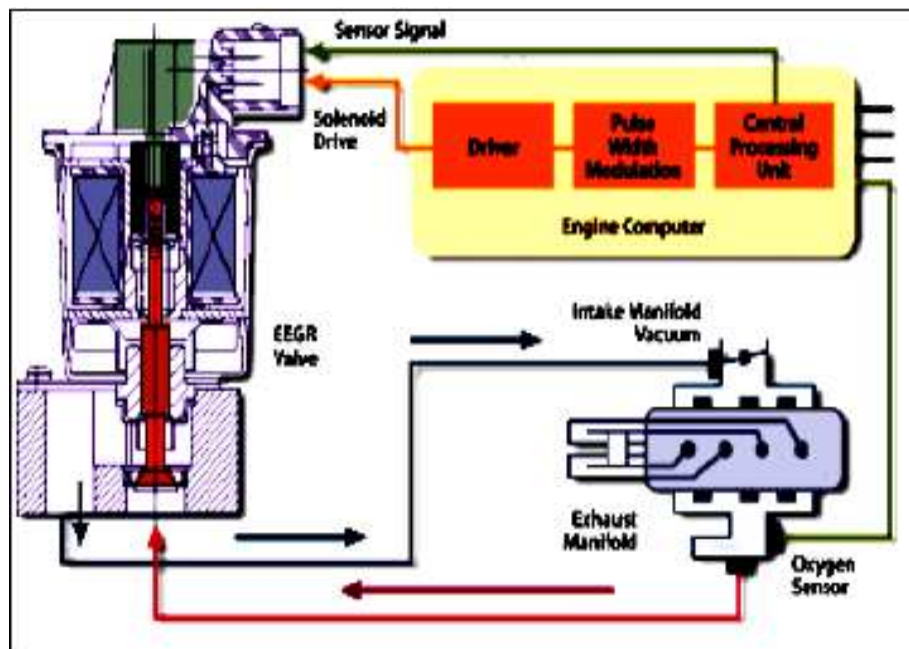 Sensor Signal
Solenoid
Drive
Driver
Pulse
Width
Modulation
Central
Processing
Unit
Engine Computer
EEGR
Valve
Intake Manifold
Vacuum
Exhaust
Manifold
Oxygen
Sensor